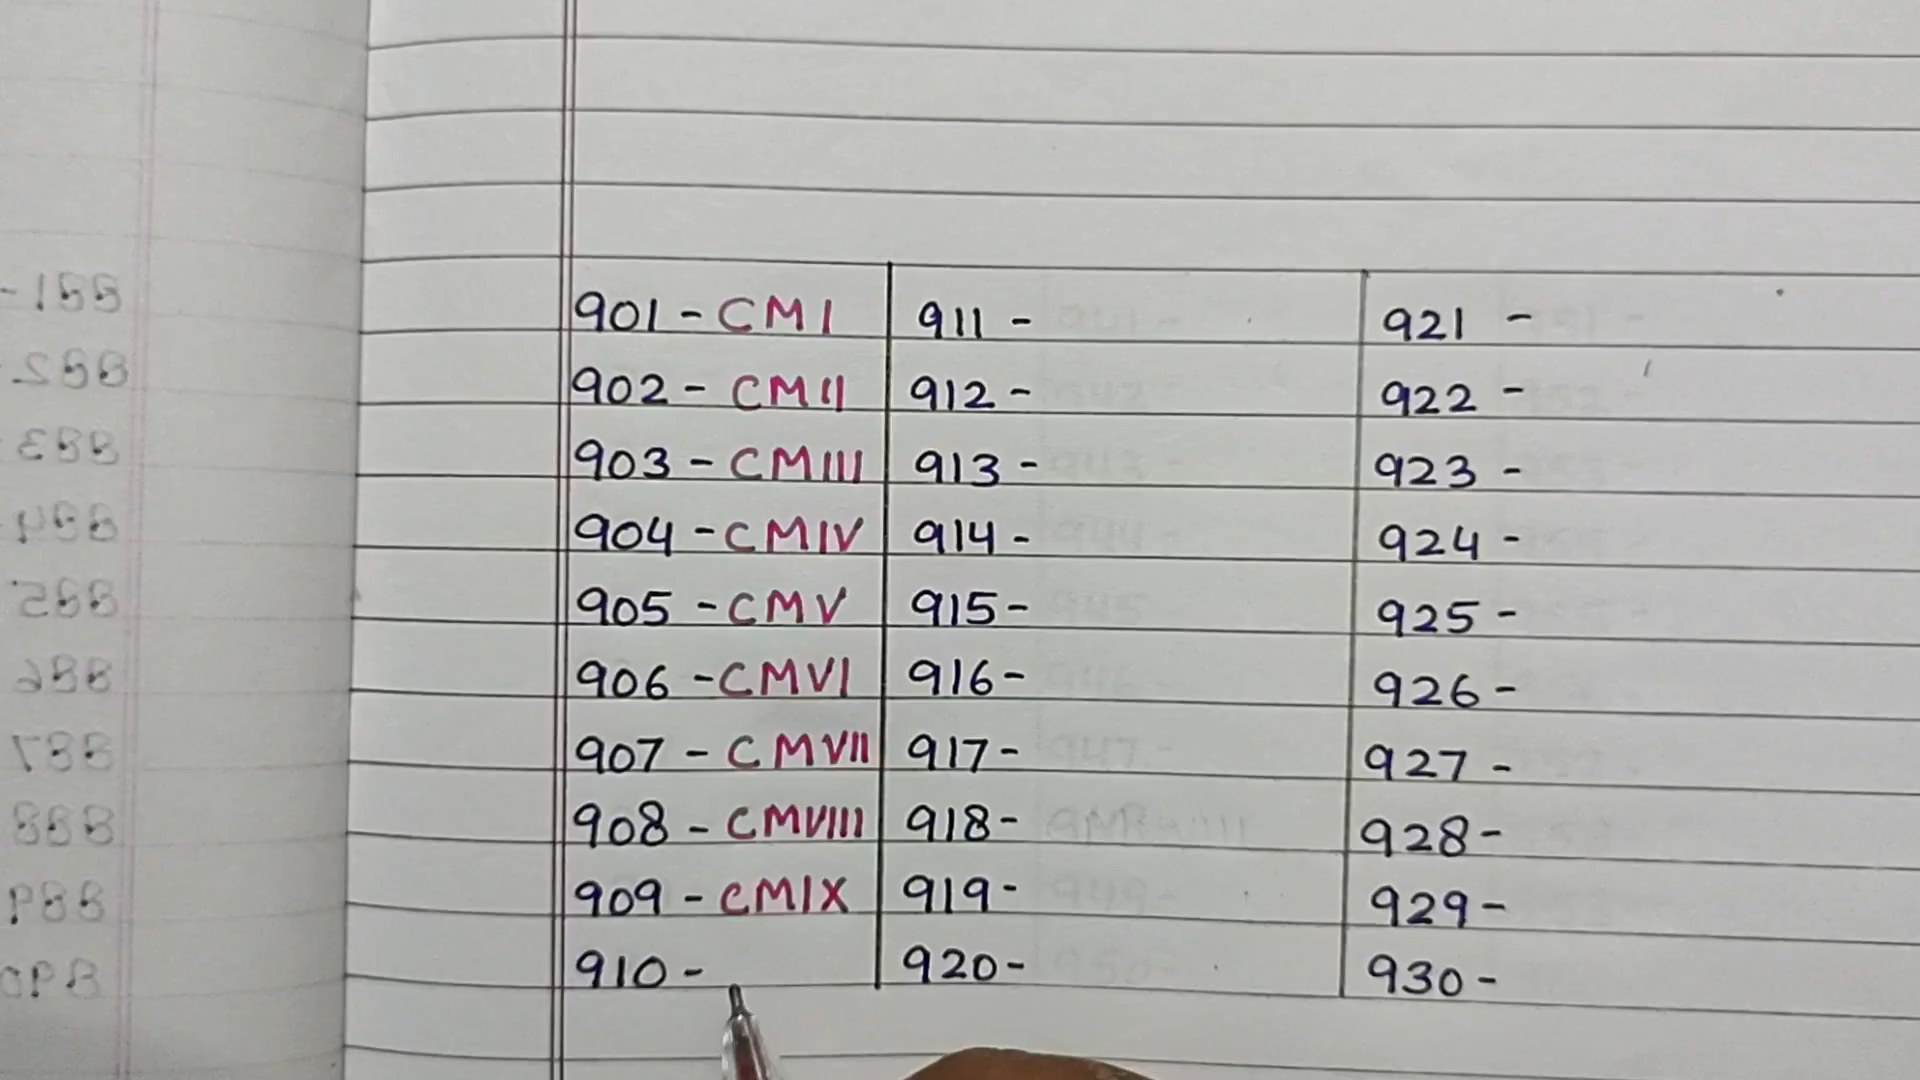 901 - CMI
902 - CMII
903 - CMIII
904 - CMIV
905 - CMV
906 - CMVI
907 - CMVII
908 - CMVIII
909 - CMIX
910 -
911 -
912 -
913 -
914 -
915 -
916 -
917 -
918 -
919 -
920 -
921 -
922 -
923 -
924 -
925 -
926 -
927 -
928 -
929 -
930 -